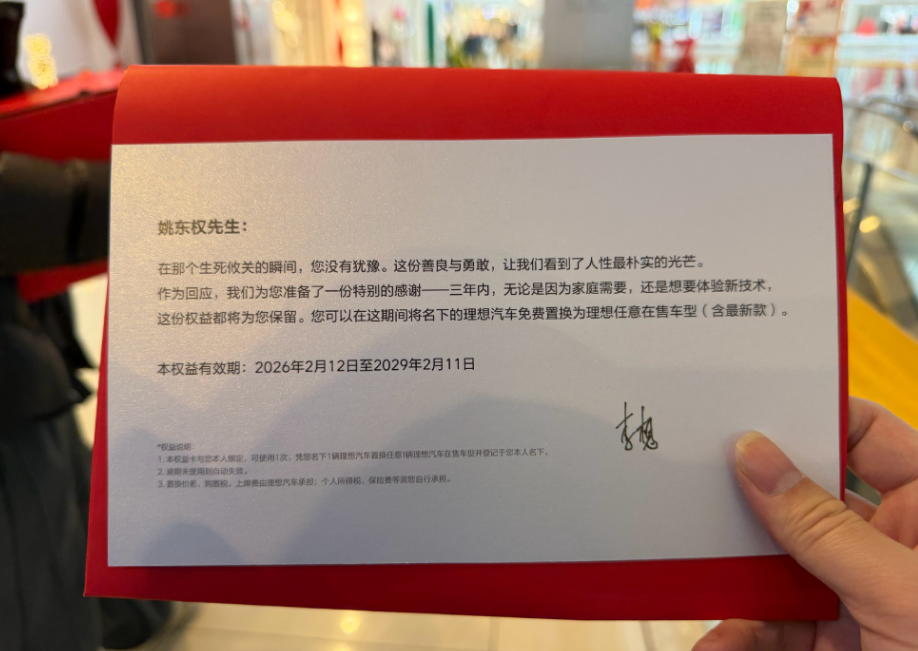 姚东权先生：
在那个生死攸关的瞬间，您没有犹豫。这份善良与勇敢，让我们看到了人性最朴实的光芒。
作为回应，我们为您准备了一份特别的感谢——三年内，无论是因为家庭需要，还是想要体验新技术，
这份权益都将为您保留。您可以在这期间将名下的理想汽车免费置换为理想任意在售车型（含最新款）。
本权益有效期：2026年2月12日至2029年2月11日
李想
*权益说明：
1. 本权益卡与您本人绑定，可使用1次，凭您名下1辆理想汽车置换任意1辆理想汽车在售车型并登记于您本人名下。
2. 逾期未使用则自动失效。
3. 置换价差、购置税、上牌费由理想汽车承担；个人所得税、保险费等需您自行承担。